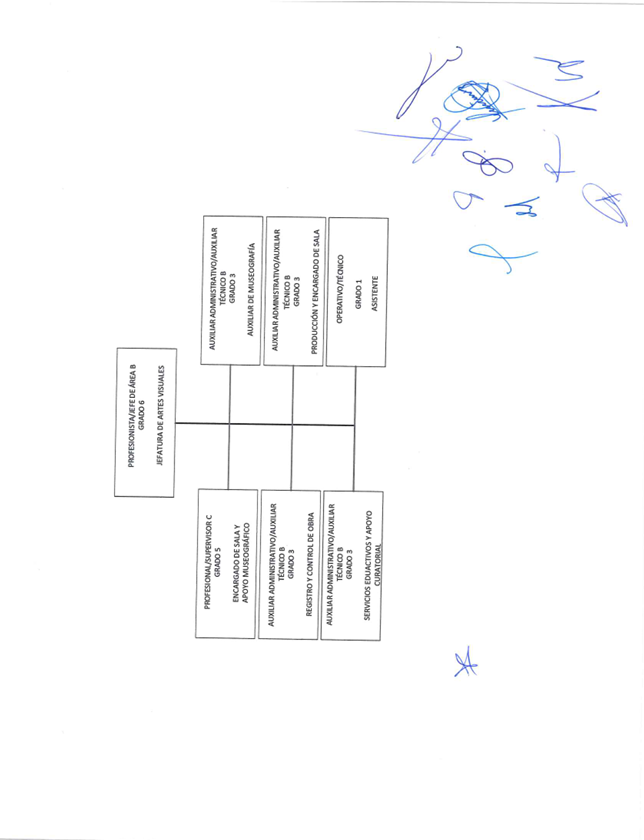 PROFESIONISTA/JEFE DE ÁREA B
GRADO 6
JEFATURA DE ARTES VISUALES
PROFESIONAL/SUPERVISOR C
GRADO 5
ENCARGADO DE SALA Y
APOYO MUSEOGRÁFICO
AUXILIAR ADMINISTRATIVO/AUXILIAR
TÉCNICO B
GRADO 3
AUXILIAR DE MUSEOGRAFÍA
AUXILIAR ADMINISTRATIVO/AUXILIAR
TÉCNICO B
GRADO 3
REGISTRO Y CONTROL DE OBRA
AUXILIAR ADMINISTRATIVO/AUXILIAR
TÉCNICO B
GRADO 3
PRODUCCIÓN Y ENCARGADO DE SALA
AUXILIAR ADMINISTRATIVO/AUXILIAR
TÉCNICO B
GRADO 3
SERVICIOS EDUACTIVOS Y APOYO
CURATORIAL
OPERATIVO/TÉCNICO
GRADO 1
ASISTENTE